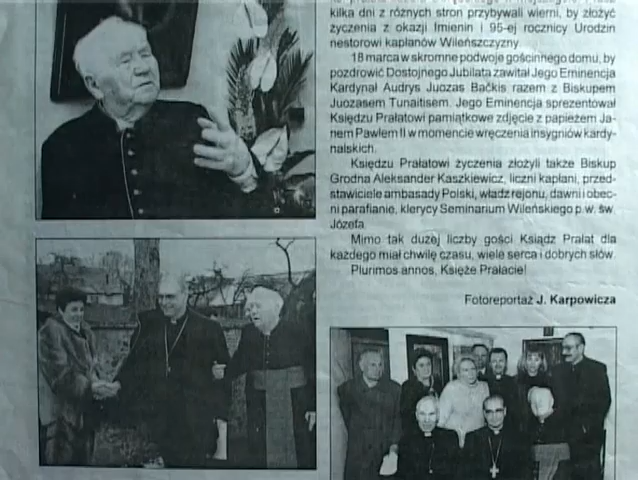 kilka dni z różnych stron przybywali wierni, by złożyć
życzenia z okazji Imienin i 95-ej rocznicy Urodzin
nestorowi kapłanów Wileńszczyzny.
18 marca w skromne podwoje gościnnego domu, by
pozdrowić Dostojnego Jubilata zawitał Jego Eminencja
Kardynał Audrys Juozas Bačkis razem z Biskupem
Juozasem Tunaitisem. Jego Eminencja sprezentował
Księdzu Prałatowi pamiątkowe zdjęcie z papieżem Ja-
nem Pawłem II w momencie wręczenia insygniów kardy-
nalskich.
Księdzu Prałatowi życzenia złożyli także Biskup
Grodna Aleksander Kaszkiewicz, liczni kapłani, przed-
stawiciele ambasady Polski, władz rejonu, dawni i obec-
ni parafianie, klerycy Seminarium Wileńskiego p.w. św.
Józefa.
Mimo tak dużej liczby gości Ksiądz Prałat dla
każdego miał chwilę czasu, wiele serca i dobrych słów.
Plurimos annos, Księże Prałacie!
Fotoreportaż J. Karpowicza